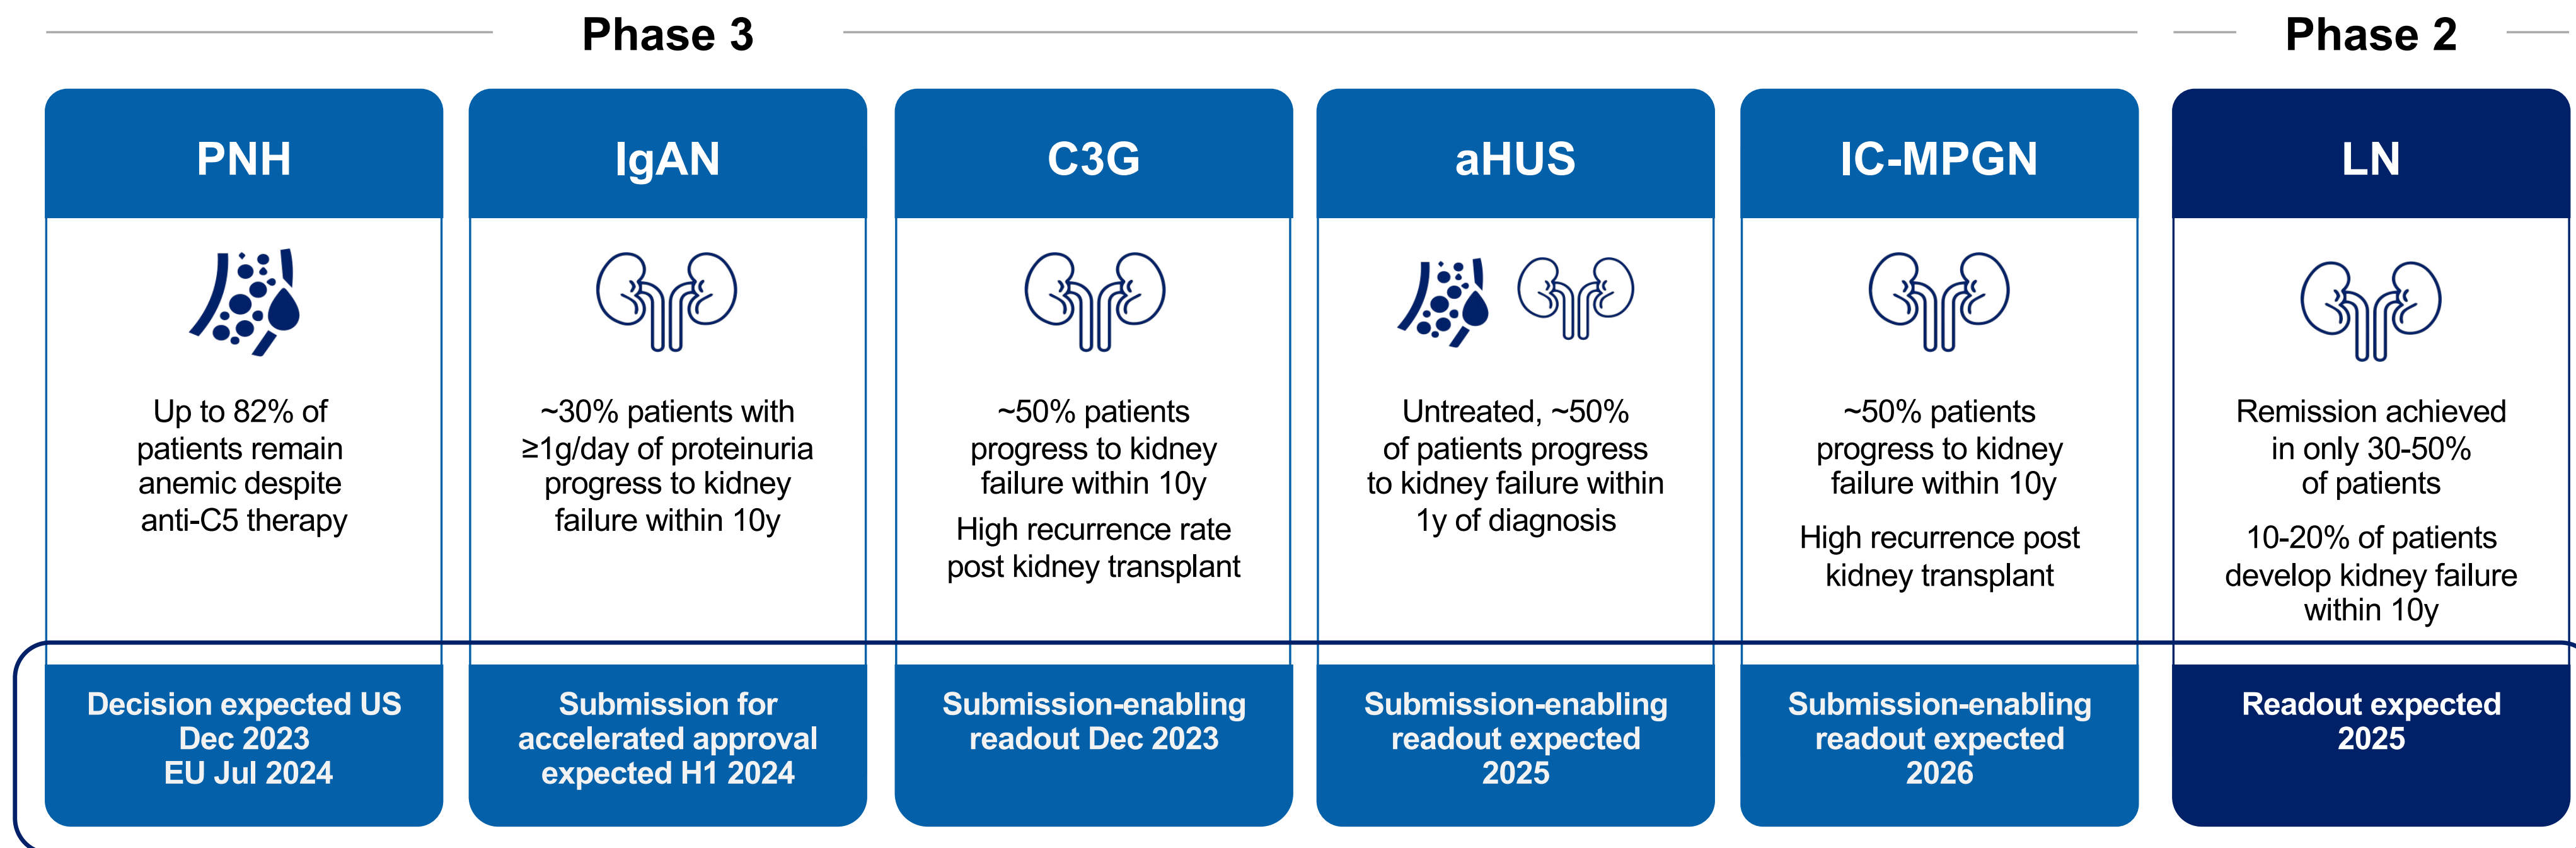 Phase 3
Phase 2
PNH
Up to 82% of
patients remain
anemic despite
anti-C5 therapy
Decision expected US
Dec 2023
EU Jul 2024
IgAN
~30% patients with
≥1g/day of proteinuria
progress to kidney
failure within 10y
Submission for
accelerated approval
expected H1 2024
C3G
~50% patients
progress to kidney
failure within 10y
High recurrence rate
post kidney transplant
Submission-enabling
readout Dec 2023
aHUS
Untreated, ~50%
of patients progress
to kidney failure within
1y of diagnosis
Submission-enabling
readout expected
2025
IC-MPGN
~50% patients
progress to kidney
failure within 10y
High recurrence post
kidney transplant
Submission-enabling
readout expected
2026
LN
Remission achieved
in only 30-50%
of patients
10-20% of patients
develop kidney failure
within 10y
Readout expected
2025